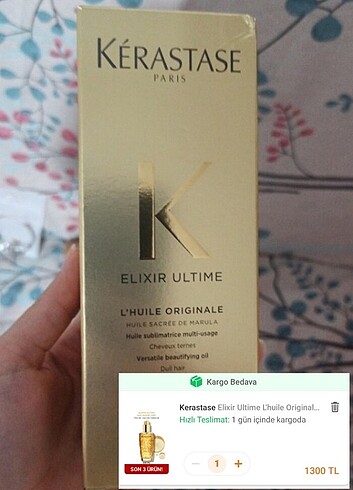 KÉRASTASE
PARIS
K
ELIXIR ULTIME
L'HUILE ORIGINALE
HUILE SACRÉE DE MARULA
Huile sublimatrice multi-usage
Cheveux ternes
Versatile beautifying oil
Dull hair
Kargo Bedava
Kerastase Elixir Ultime L'huile Original...
Hızlı Teslimat: 1 gün içinde kargoda
SON 3 ÜRÜN!
1
1300 TL